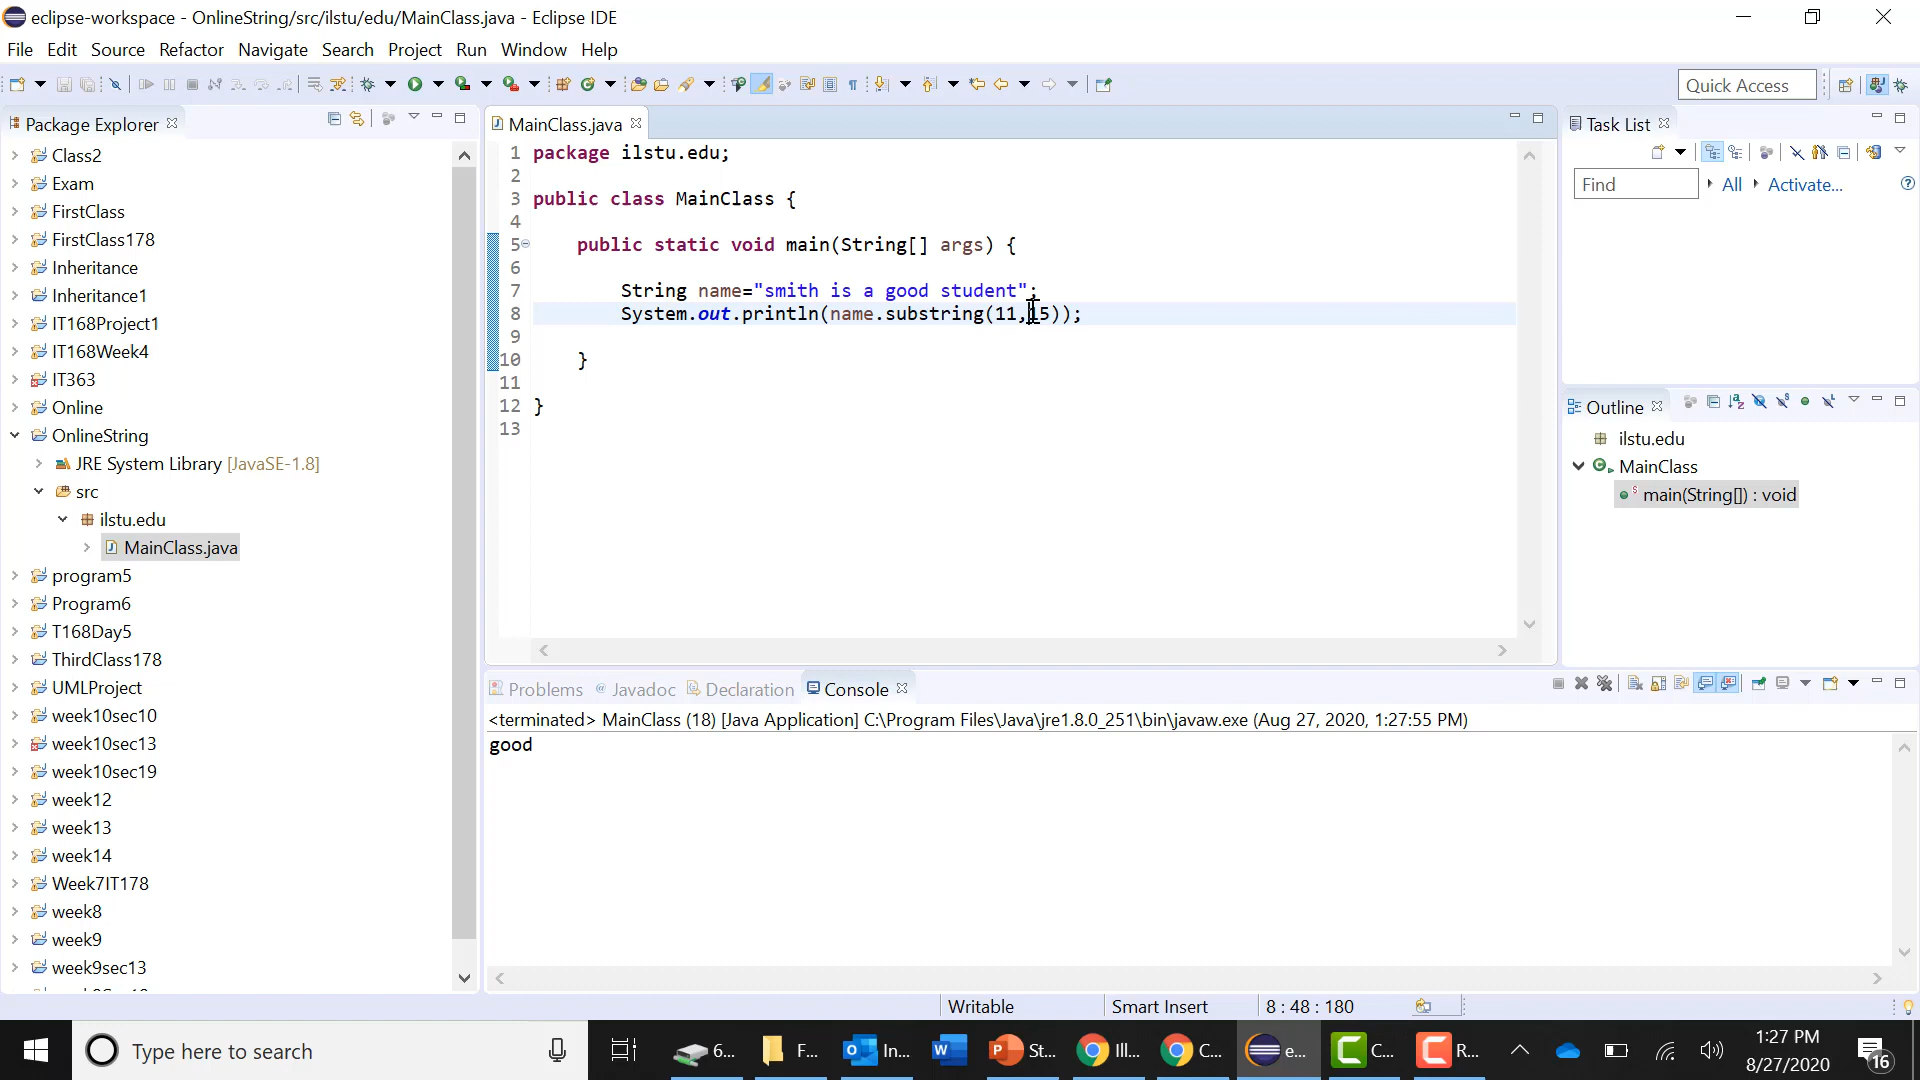 eclipse-workspace - OnlineString/src/ilstu/edu/MainClass.java - Eclipse IDE
File Edit Source Refactor Navigate Search Project Run Window Help
Quick Access
Package Explorer
Class2
Exam
FirstClass
FirstClass178
Inheritance
Inheritance1
IT168Project1
IT168Week4
IT363
Online
OnlineString
JRE System Library [JavaSE-1.8]
src
ilstu.edu
MainClass.java
program5
Program6
T168Day5
ThirdClass178
UMLProject
week10sec10
week10sec13
week10sec19
week12
week13
week14
Week7IT178
week8
week9
week9sec13
MainClass.java
1 package ilstu.edu;
2
3 public class MainClass {
4
5 public static void main(String[] args) {
6
7 String name="smith is a good student";
8 System.out.println(name.substring(11,15));
9
10 }
11
12 }
13
Task List
Find All Activate...
Outline
ilstu.edu
MainClass
main(String[]) : void
Problems Javadoc Declaration Console
<terminated> MainClass (18) [Java Application] C:\Program Files\Java\jre1.8.0_251\bin\javaw.exe (Aug 27, 2020, 1:27:55 PM)
good
Writable Smart Insert 8 : 48 : 180
Type here to search
6... F... In... St... Ill... C... e... C... R...
1:27 PM
8/27/2020
16